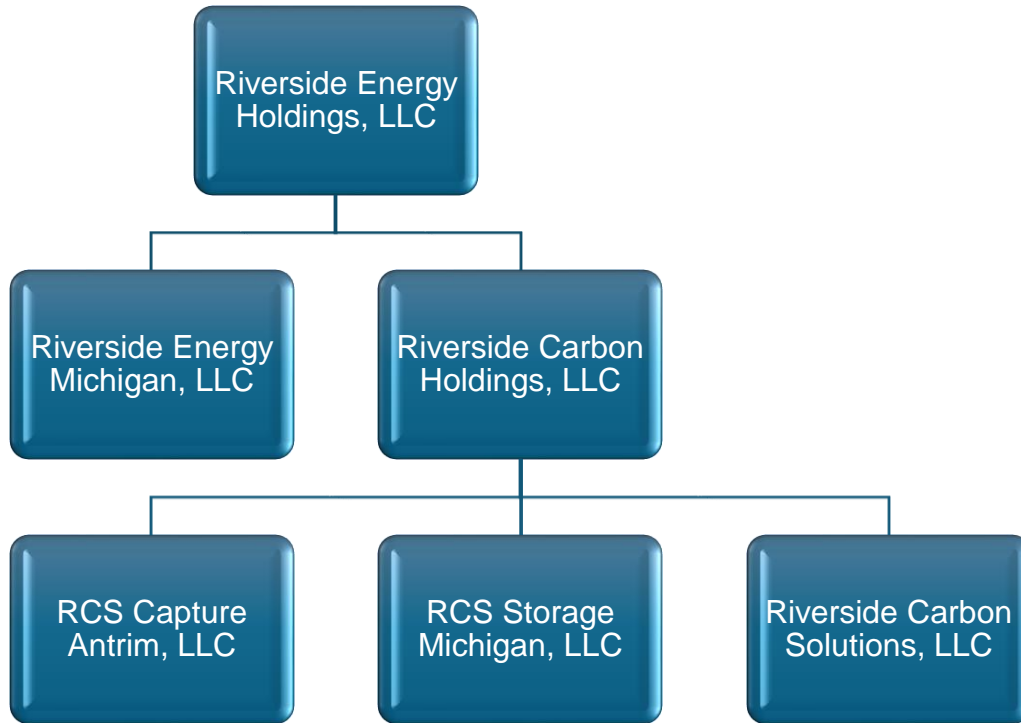 Riverside Energy
Holdings, LLC
Riverside Energy
Michigan, LLC
Riverside Carbon
Holdings, LLC
RCS Capture
Antrim, LLC
RCS Storage
Michigan, LLC
Riverside Carbon
Solutions, LLC